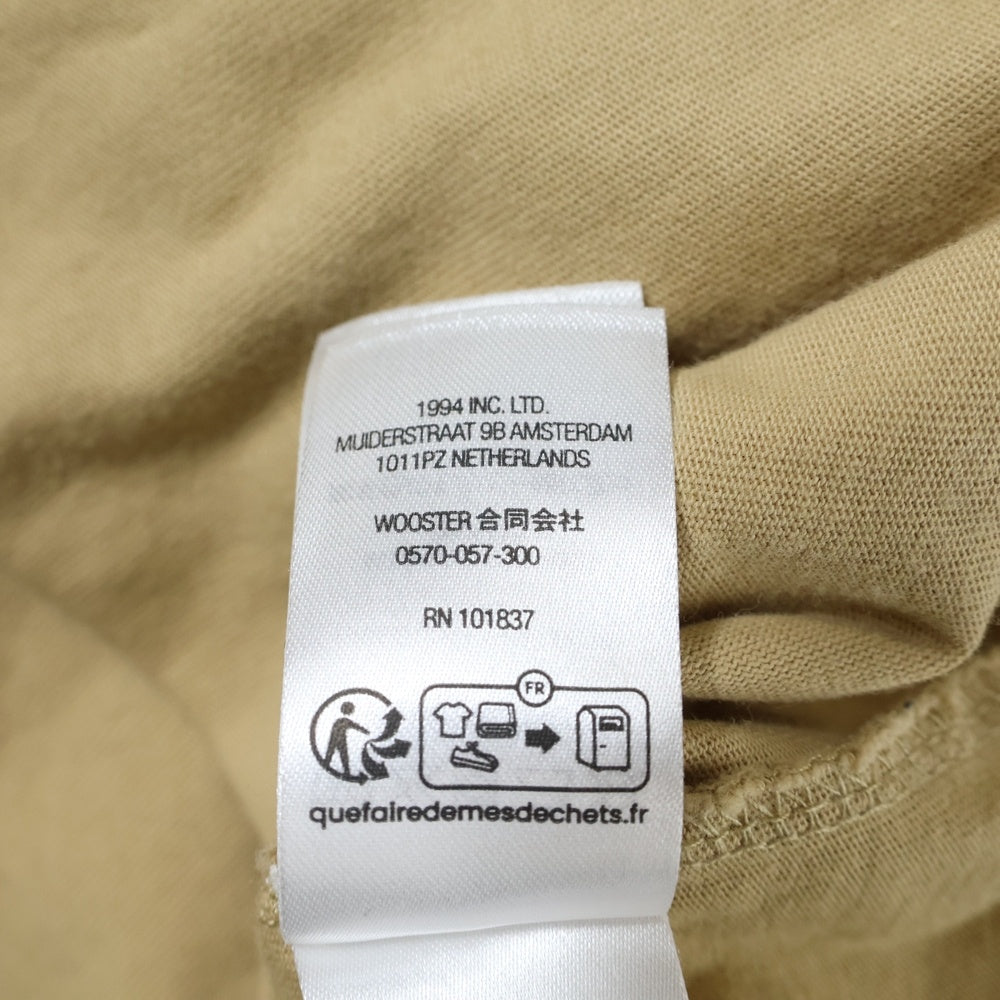 1994 INC. LTD.
MUIDERSTRAAT 9B AMSTERDAM
1011PZ NETHERLANDS
WOOSTER 合同会社
0570-057-300
RN 101837
FR
quefairedemesdechets.fr